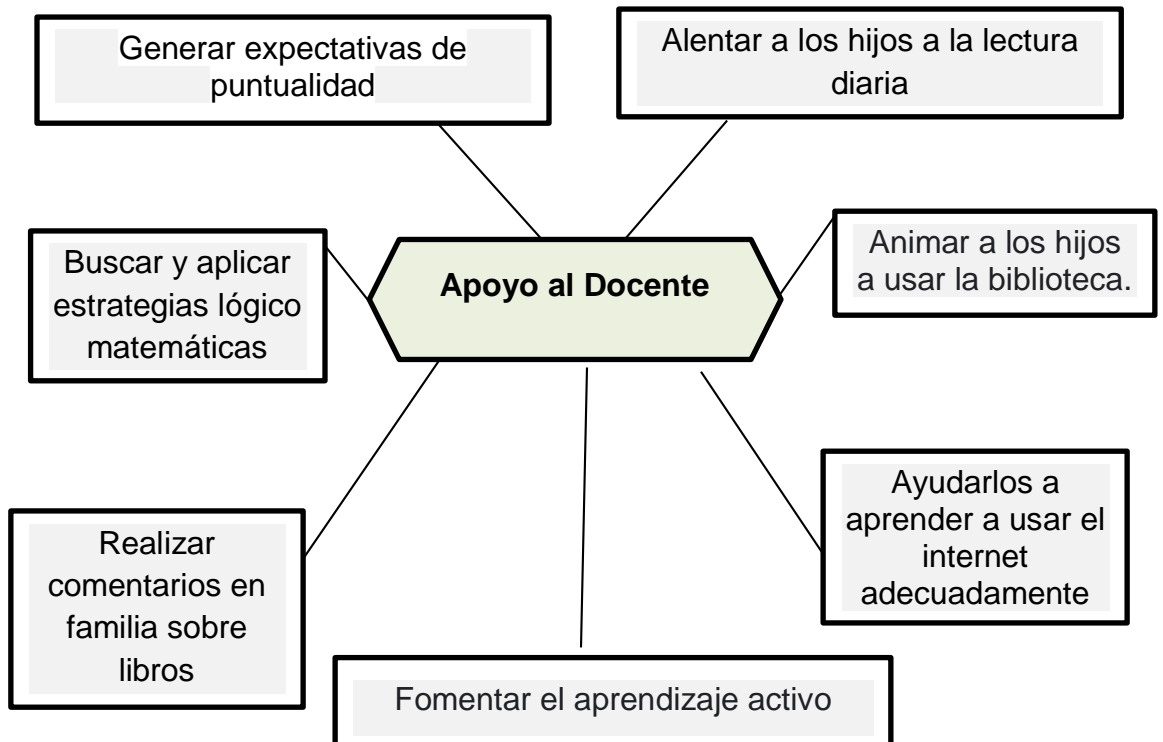 Generar expectativas de
puntualidad
Alentar a los hijos a la lectura
diaria
Buscar y aplicar
estrategias lógico
matemáticas
Apoyo al Docente
Animar a los hijos
a usar la biblioteca.
Realizar
comentarios en
familia sobre
libros
Ayudarlos a
aprender a usar el
internet
adecuadamente
Fomentar el aprendizaje activo